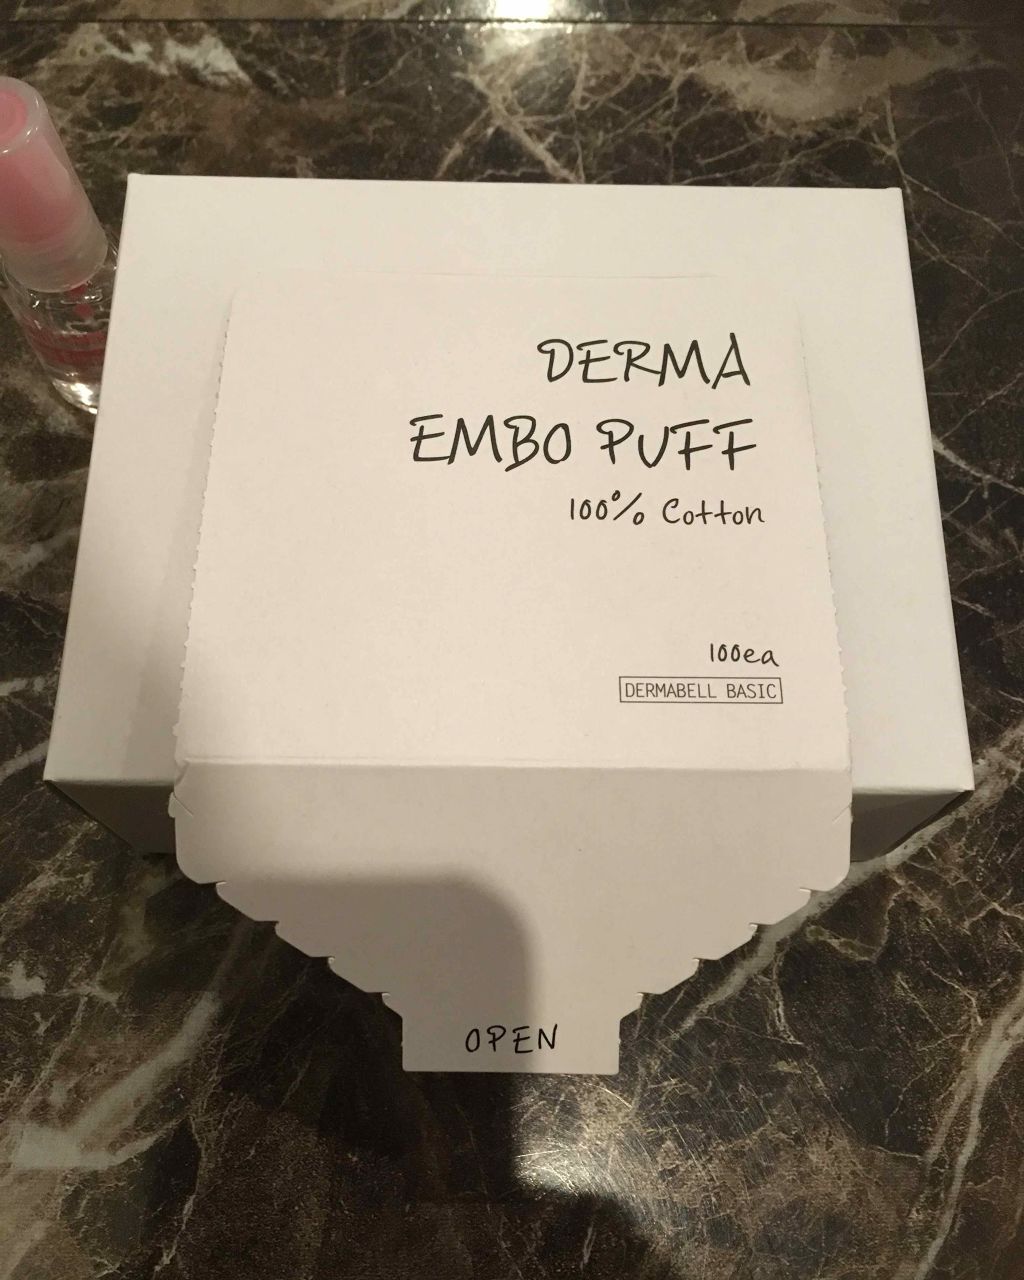 DERMA
EMBO PUFF
100% Cotton
100ea
DERMABELL BASIC
OPEN